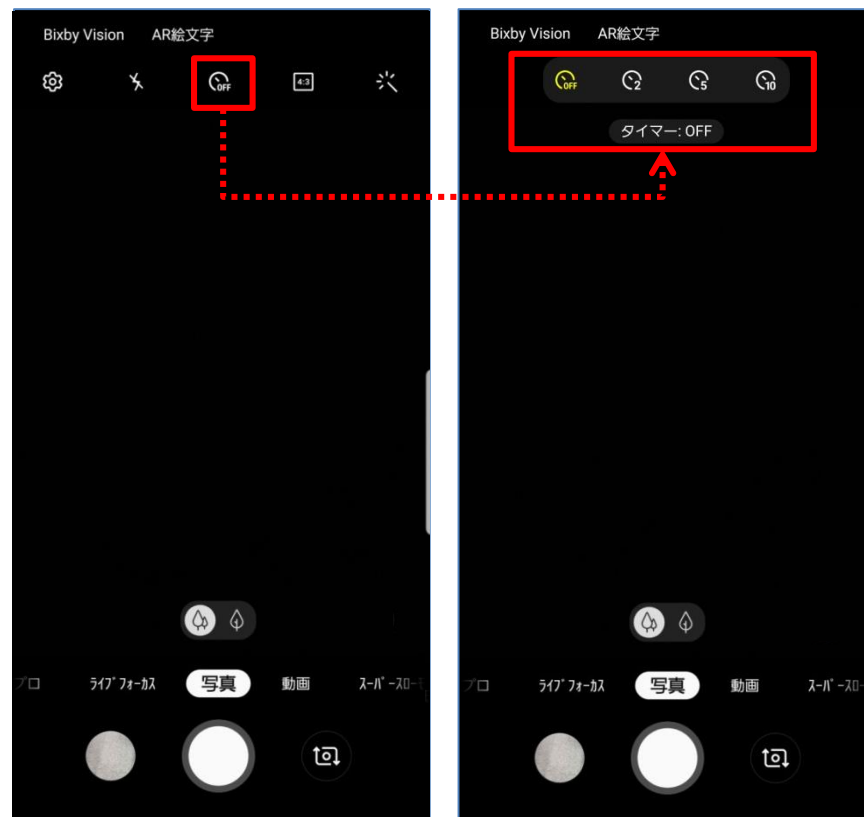 Bixby Vision AR絵文字
OFF 4:3
プロ ﾗｲﾌﾞﾌｫｰｶｽ 写真 動画 ｽｰﾊﾟｰｽﾛｰﾓ
Bixby Vision AR絵文字
OFF 2 5 10
タイマー: OFF
プロ ﾗｲﾌﾞﾌｫｰｶｽ 写真 動画 ｽｰﾊﾟｰｽﾛｰ